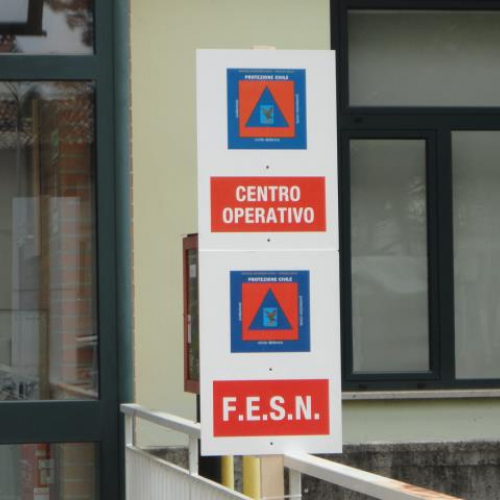 PROTEZIONE CIVILE
CENTRO
OPERATIVO
PROTEZIONE CIVILE
F.E.S.N.